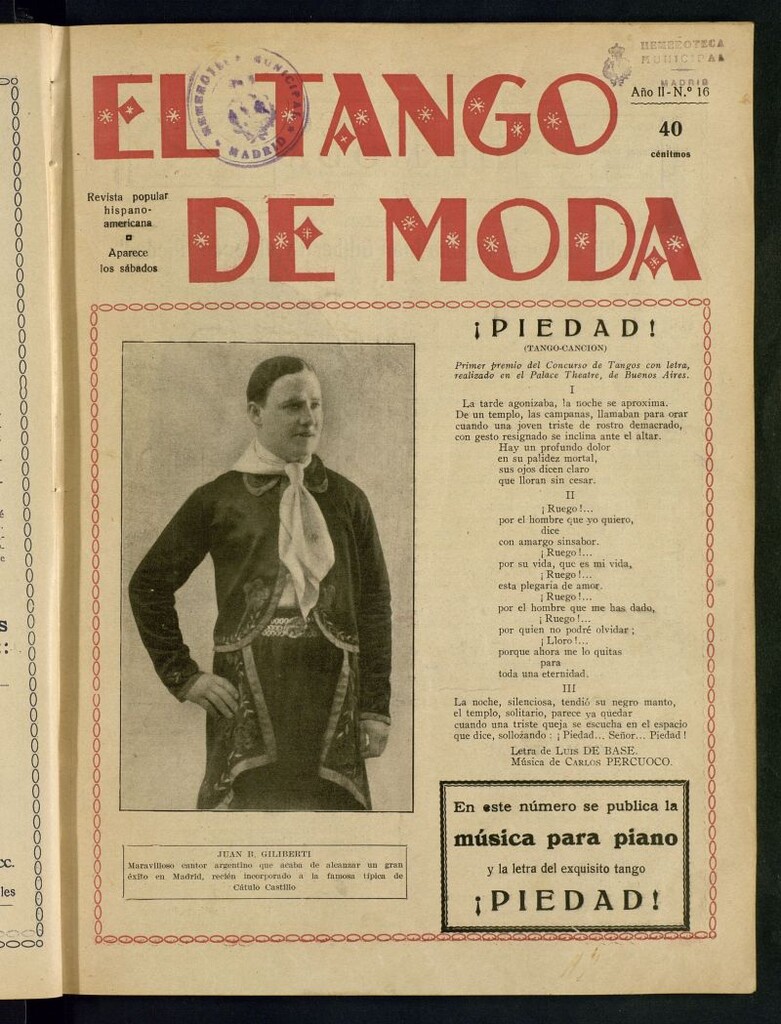 EL TANGO
DE MODA
HEMEROTECA
MUNICIPAL
MADRID
HEMEROTECA MUNICIPAL
MADRID
Año II - N.º 16
40
cénitmos
Revista popular
hispano-
americana
Aparece
los sábados
¡PIEDAD!
(TANGO-CANCION)
Primer premio del Concurso de Tangos con letra,
realizado en el Palace Theatre, de Buenos Aires.
I
La tarde agonizaba, la noche se aproxima.
De un templo, las campanas, llamaban para orar
cuando una joven triste de rostro demacrado,
con gesto resignado se inclina ante el altar.
Hay un profundo dolor
en su palidez mortal,
sus ojos dicen claro
que lloran sin cesar.
II
¡Ruego!...
por el hombre que yo quiero,
dice
con amargo sinsabor.
¡Ruego!...
por su vida, que es mi vida,
¡Ruego!...
esta plegaria de amor.
¡Ruego!...
por el hombre que me has dado,
¡Ruego!...
por quien no podré olvidar;
¡Lloro!...
porque ahora me lo quitas
para
toda una eternidad.
III
La noche, silenciosa, tendió su negro manto,
el templo, solitario, parece ya quedar
cuando una triste queja se escucha en el espacio
que dice, sollozando: ¡Piedad... Señor... Piedad!
Letra de LUIS DE BASE.
Música de CARLOS PERCUOCO.
JUAN B. GILIBERTI
Maravilloso cantor argentino que acaba de alcanzar un gran
éxito en Madrid, recién incorporado a la famosa típica de
Cátulo Castillo
En este número se publica la
música para piano
y la letra del exquisito tango
¡PIEDAD!
cc.
les